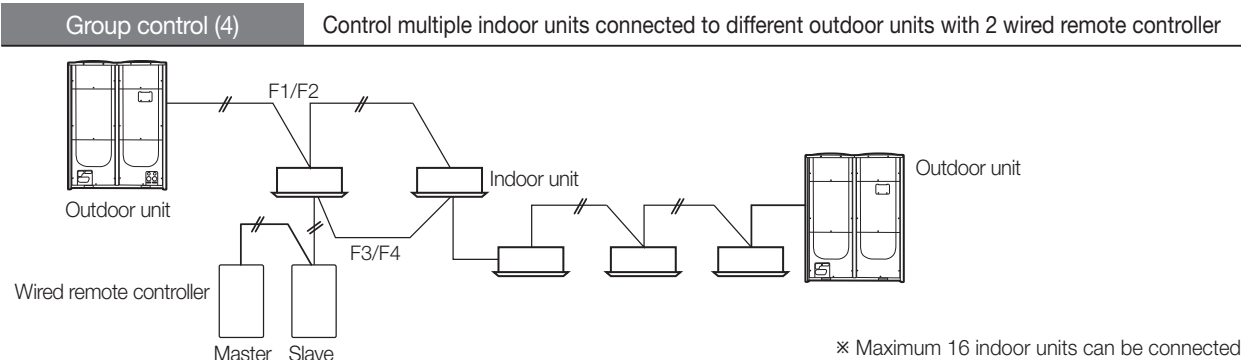 Group control (4)
Control multiple indoor units connected to different outdoor units with 2 wired remote controller
F1/F2
Outdoor unit
Indoor unit
Outdoor unit
F3/F4
Wired remote controller
Master
Slave
※ Maximum 16 indoor units can be connected